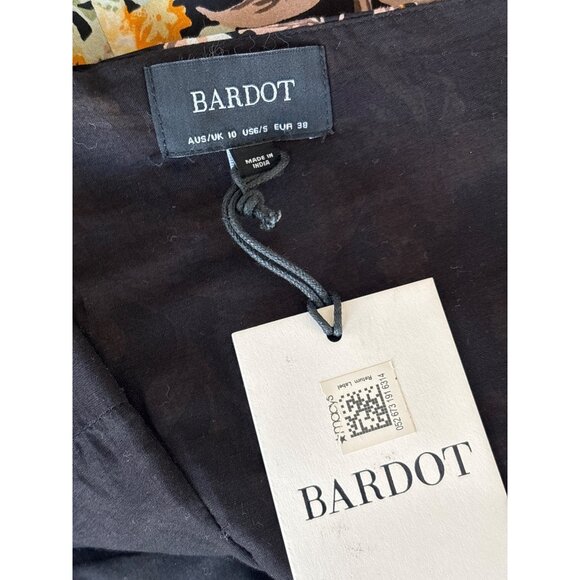 BARDOT
AUS/UK 10 US6/S EUR 38
MADE IN
INDIA
★macys
Return Label
052 673 191 6314
BARDOT